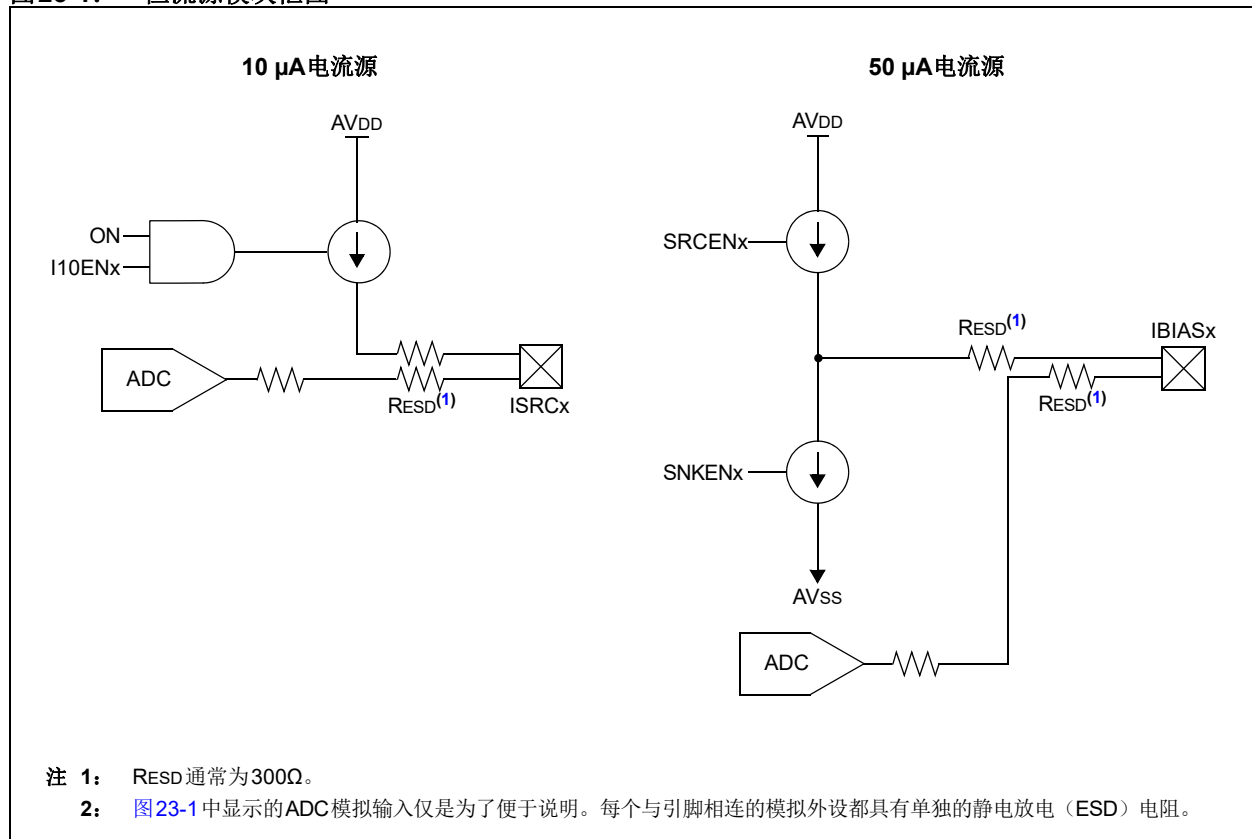 10 µA电流源
50 µA电流源
AVDD
AVDD
ON
I10ENx
SRCENx
RESD(1)
IBIASx
ADC
RESD(1)
ISRCx
RESD(1)
SNKENx
AVSS
ADC
注 1： RESD通常为300Ω。
2： 图23-1中显示的ADC模拟输入仅是为了便于说明。每个与引脚相连的模拟外设都具有单独的静电放电（ESD）电阻。